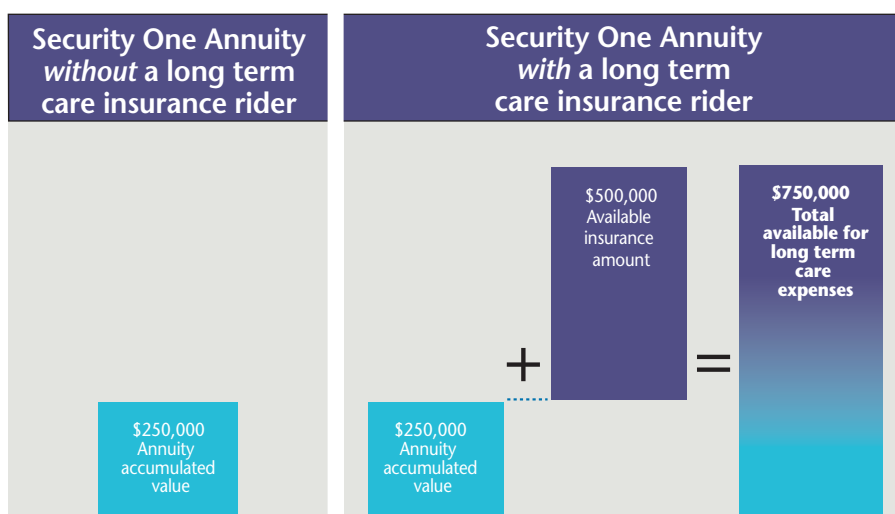 Security One Annuity
without a long term
care insurance rider
$250,000
Annuity
accumulated
value
Security One Annuity
with a long term
care insurance rider
$250,000
Annuity
accumulated
value
+
$500,000
Available
insurance
amount
=
$750,000
Total
available for
long term
care
expenses